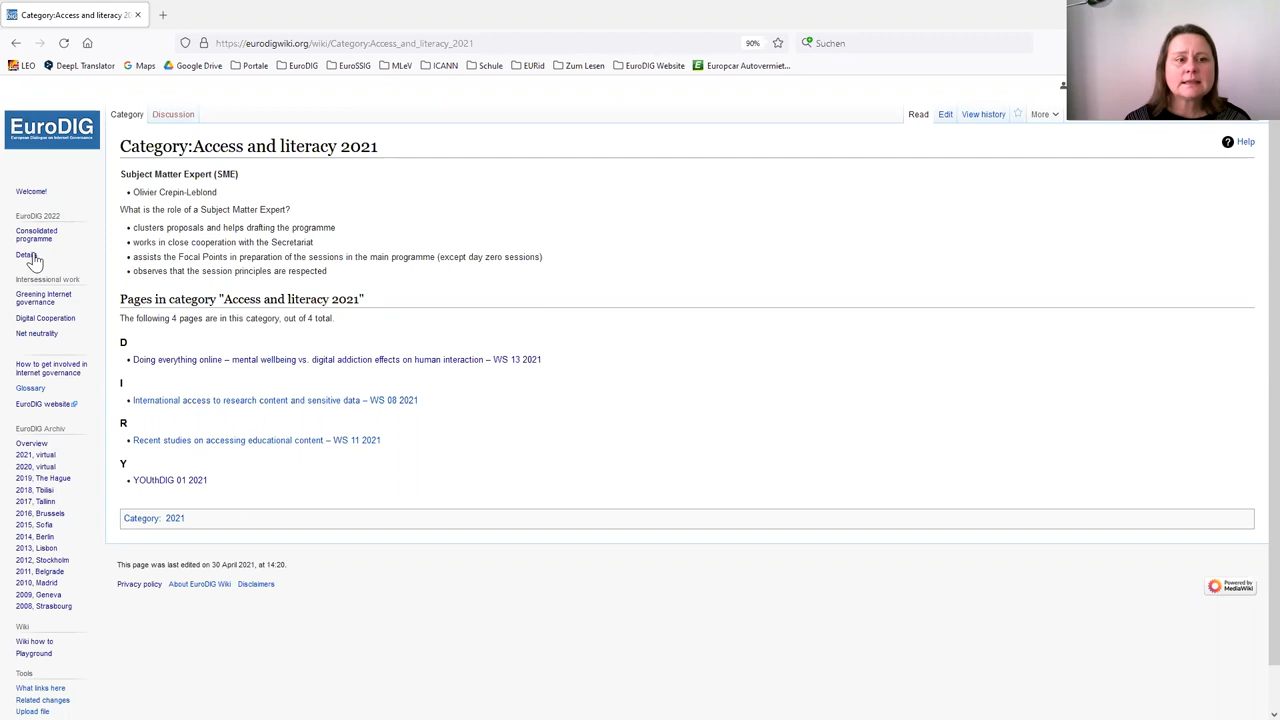 Category:Access and literacy 20
https://eurodigwiki.org/wiki/Category:Access_and_literacy_2021
90%
Suchen
LEO
DeepL Translator
Maps
Google Drive
Portale
EuroDIG
EuroSSIG
MLeV
ICANN
Schule
EURid
Zum Lesen
EuroDIG Website
Europcar Autovermiet...
EuroDIG
European Dialogue on Internet Governance
Category
Discussion
Read
Edit
View history
More
Category:Access and literacy 2021
Help
Subject Matter Expert (SME)
• Olivier Crepin-Leblond
What is the role of a Subject Matter Expert?
• clusters proposals and helps drafting the programme
• works in close cooperation with the Secretariat
• assists the Focal Points in preparation of the sessions in the main programme (except day zero sessions)
• observes that the session principles are respected
Pages in category "Access and literacy 2021"
The following 4 pages are in this category, out of 4 total.
D
• Doing everything online – mental wellbeing vs. digital addiction effects on human interaction – WS 13 2021
I
• International access to research content and sensitive data – WS 08 2021
R
• Recent studies on accessing educational content – WS 11 2021
Y
• YOUthDIG 01 2021
Category: 2021
This page was last edited on 30 April 2021, at 14:20.
Privacy policy
About EuroDIG Wiki
Disclaimers
Powered by
MediaWiki
Welcome!
EuroDIG 2022
Consolidated
programme
Details
Intersessional work
Greening Internet
governance
Digital Cooperation
Net neutrality
How to get involved in
Internet governance
Glossary
EuroDIG website
EuroDIG Archiv
Overview
2021, virtual
2020, virtual
2019, The Hague
2018, Tbilisi
2017, Tallinn
2016, Brussels
2015, Sofia
2014, Berlin
2013, Lisbon
2012, Stockholm
2011, Belgrade
2010, Madrid
2009, Geneva
2008, Strasbourg
Wiki
Wiki how to
Playground
Tools
What links here
Related changes
Upload file